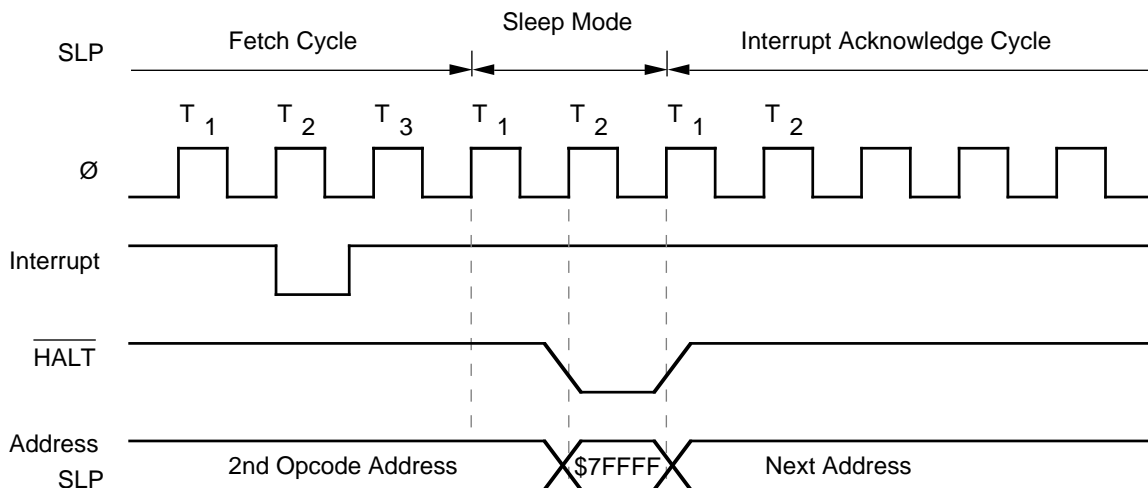 Sleep Mode
SLP Fetch Cycle Interrupt Acknowledge Cycle
T 1 T 2 T 3 T 1 T 2 T 1 T 2
Ø
Interrupt
HALT
Address
2nd Opcode Address $7FFFF Next Address
SLP